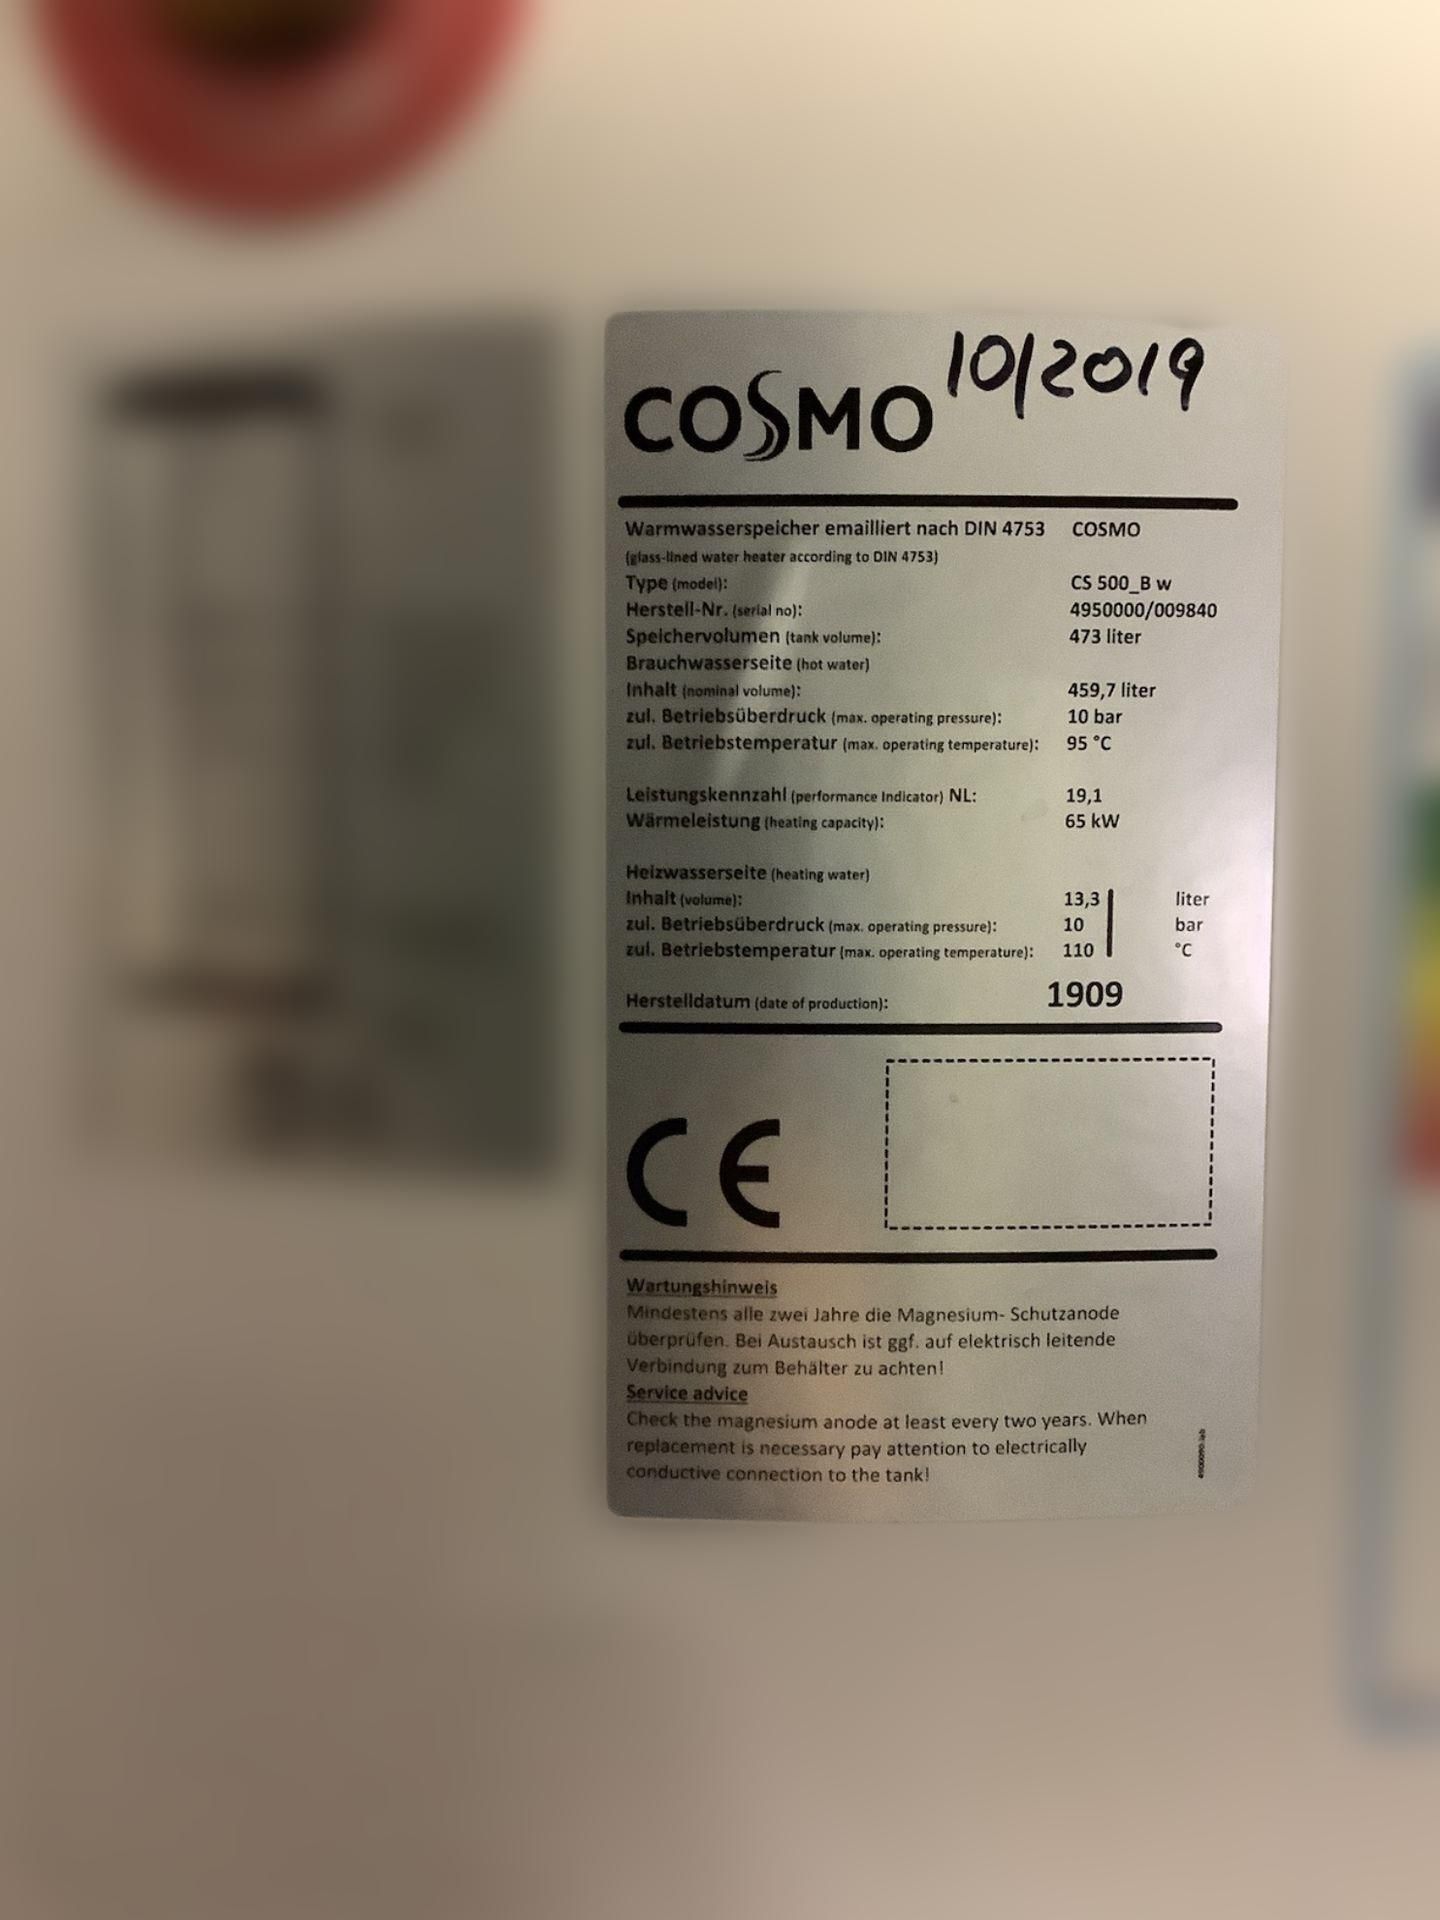 10/2019
COSMO
Warmwasserspeicher emailliert nach DIN 4753 COSMO
(glass-lined water heater according to DIN 4753)
Type (model): CS 500_B w
Herstell-Nr. (serial no): 4950000/009840
Speichervolumen (tank volume): 473 liter
Brauchwasserseite (hot water)
Inhalt (nominal volume): 459,7 liter
zul. Betriebsüberdruck (max. operating pressure): 10 bar
zul. Betriebstemperatur (max. operating temperature): 95 °C
Leistungskennzahl (performance Indicator) NL: 19,1
Wärmeleistung (heating capacity): 65 kW
Heizwasserseite (heating water)
Inhalt (volume): 13,3 liter
zul. Betriebsüberdruck (max. operating pressure): 10 bar
zul. Betriebstemperatur (max. operating temperature): 110 °C
Herstelldatum (date of production): 1909
CE
Wartungshinweis
Mindestens alle zwei Jahre die Magnesium- Schutzanode
überprüfen. Bei Austausch ist ggf. auf elektrisch leitende
Verbindung zum Behälter zu achten!
Service advice
Check the magnesium anode at least every two years. When
replacement is necessary pay attention to electrically
conductive connection to the tank!